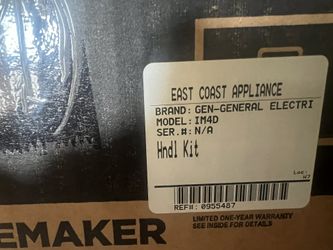 EAST COAST APPLIANCE
BRAND: GEN-GENERAL ELECTRI
MODEL: IM4D
SER.#: N/A
Hndl Kit
Loc:
REF#: 0955487
EMAKER
LIMITED ONE-YEAR WARRANTY
SEE INSIDE FOR DETAILS